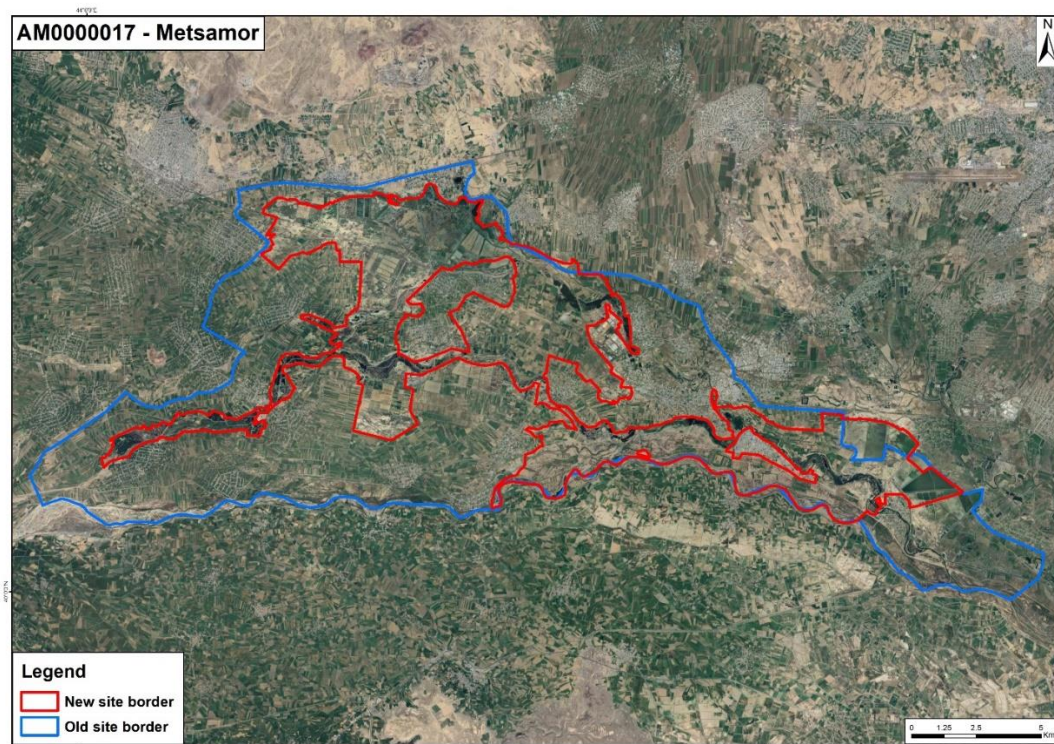 AM0000017 - Metsamor
N
Legend
New site border
Old site border
0 1.25 2.5 5
Km